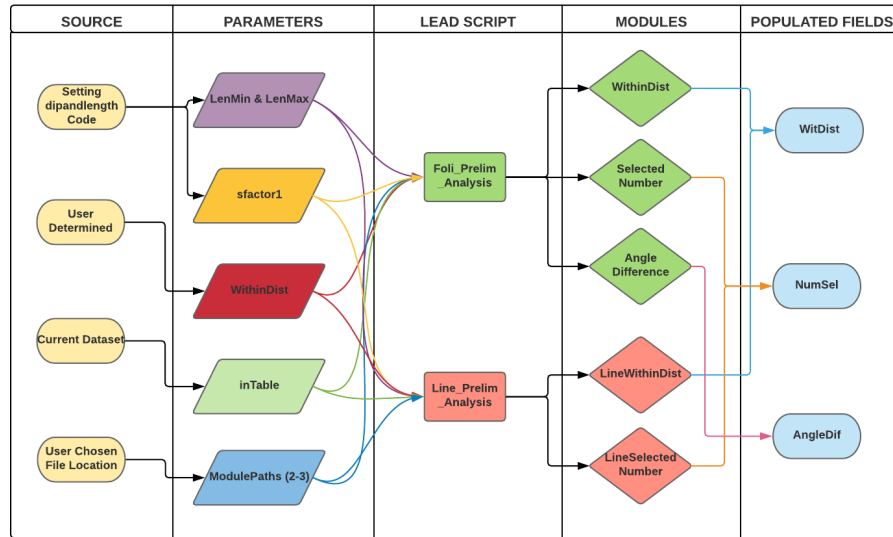 SOURCE
PARAMETERS
LEAD SCRIPT
MODULES
POPULATED FIELDS
Setting
dipandlength
Code
User
Determined
Current Dataset
User Chosen
File Location
LenMin & LenMax
sfactor1
WithinDist
inTable
ModulePaths (2-3)
Foli_Prelim
_Analysis
Line_Prelim
_Analysis
WithinDist
Selected
Number
Angle
Difference
LineWithinDist
LineSelected
Number
WitDist
NumSel
AngleDif